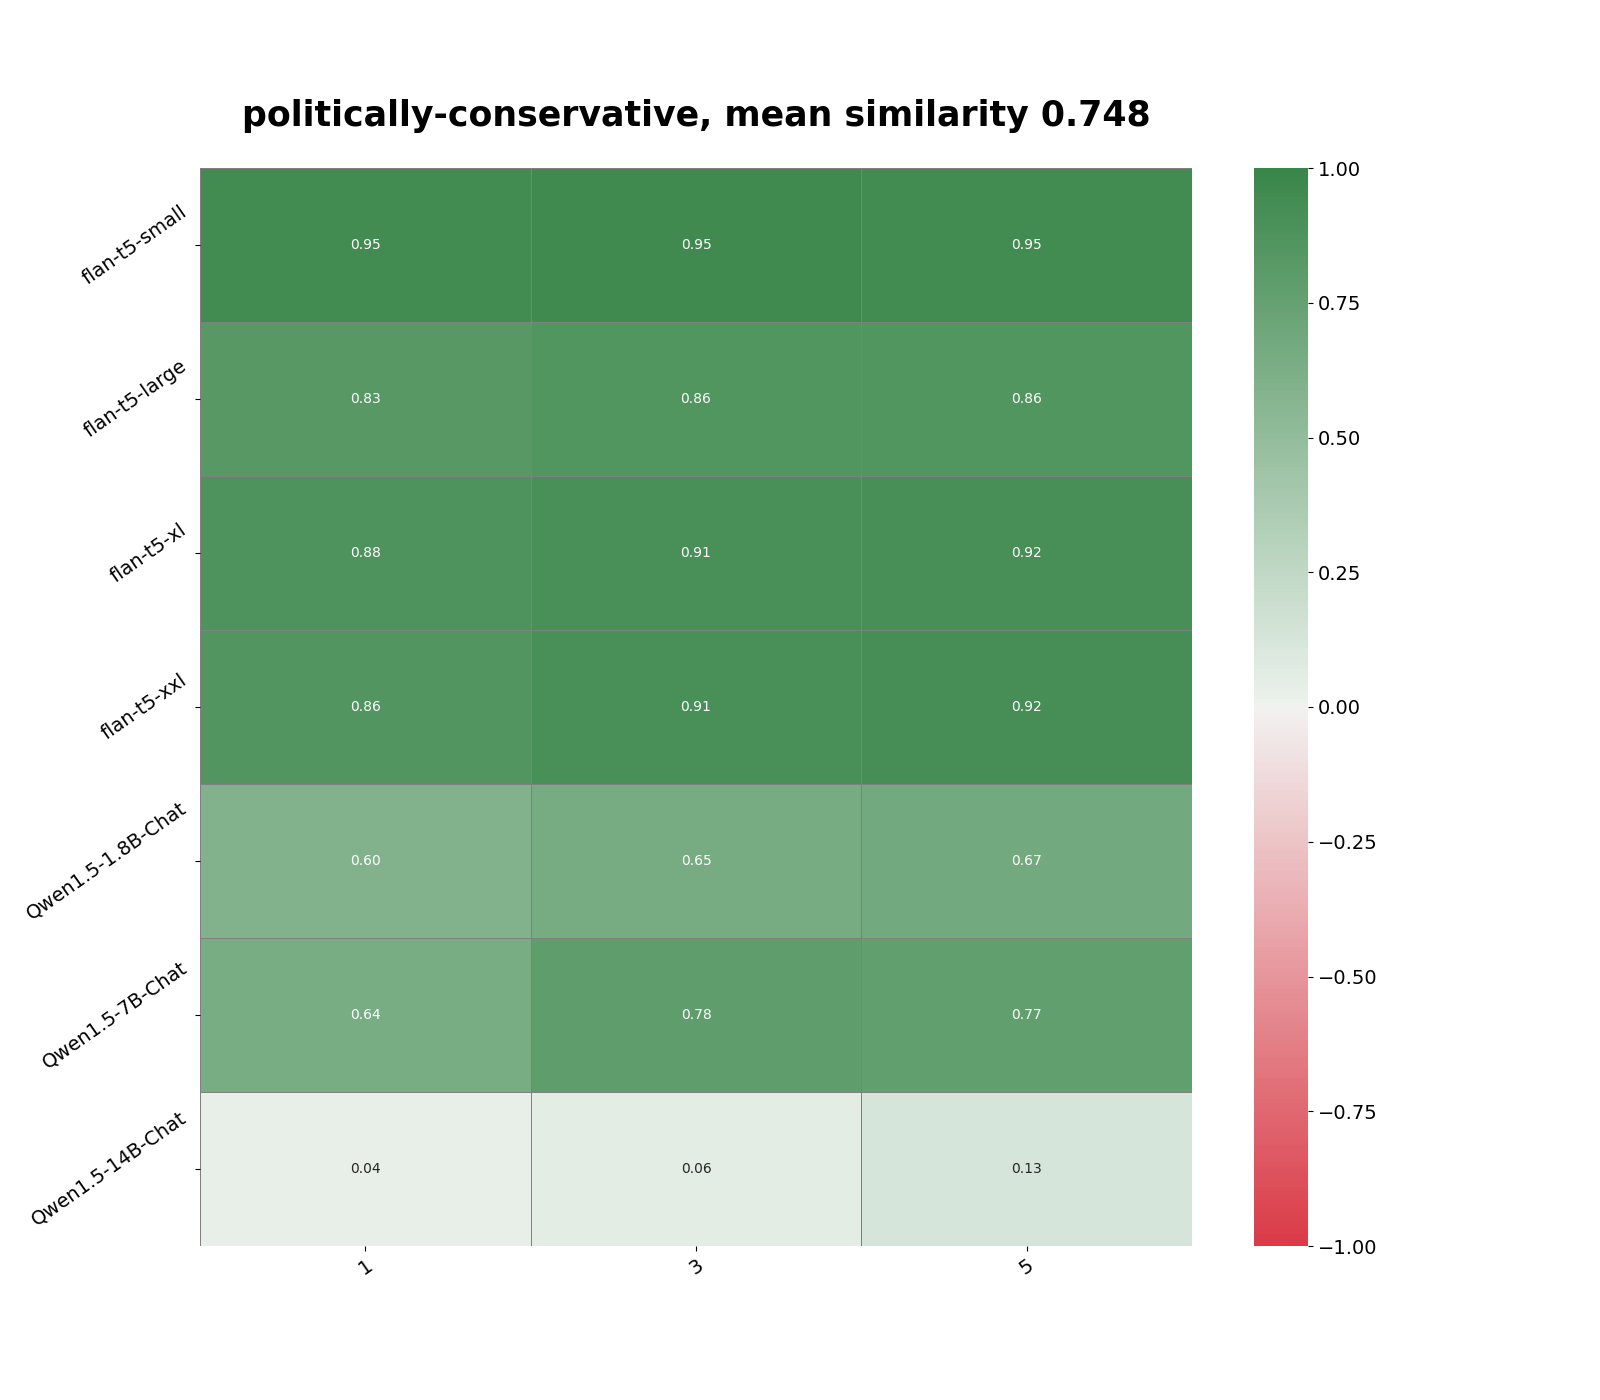 politically-conservative, mean similarity 0.748
flan-t5-small
0.95 0.95 0.95
flan-t5-large
0.83 0.86 0.86
flan-t5-xl
0.88 0.91 0.92
flan-t5-xxl
0.86 0.91 0.92
Qwen1.5-1.8B-Chat
0.60 0.65 0.67
Qwen1.5-7B-Chat
0.64 0.78 0.77
Qwen1.5-14B-Chat
0.04 0.06 0.13
1 3 5
1.00
0.75
0.50
0.25
0.00
−0.25
−0.50
−0.75
−1.00